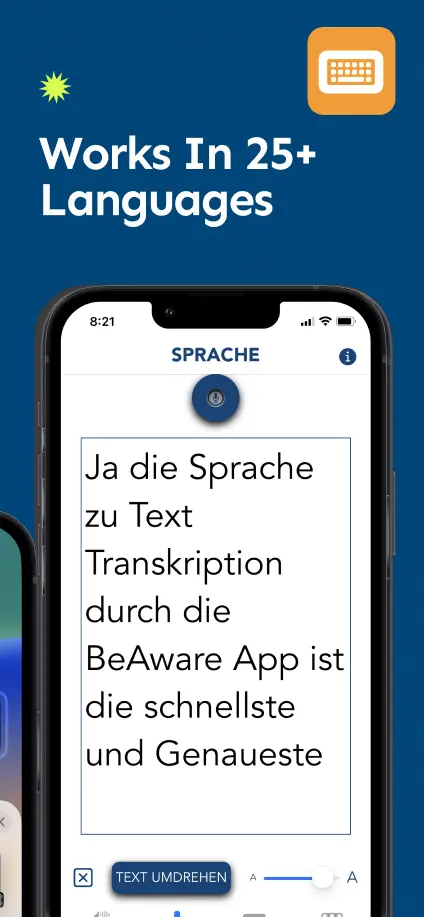 Works In 25+
Languages
8:21
SPRACHE
Ja die Sprache
zu Text
Transkription
durch die
BeAware App ist
die schnellste
und Genaueste
TEXT UMDREHEN
A
A